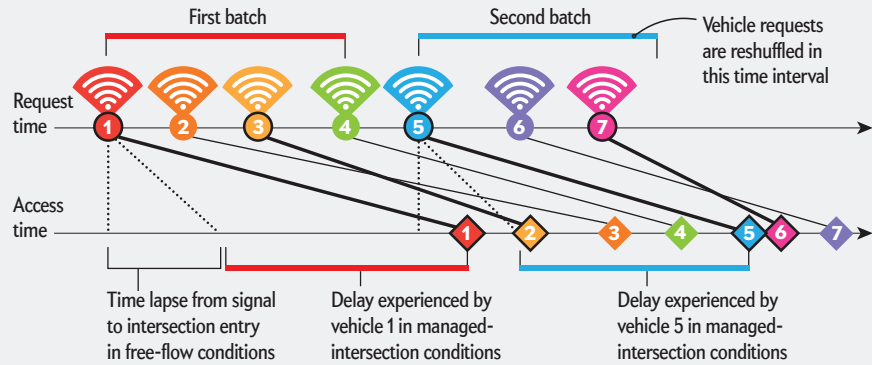 First batch
Second batch
Vehicle requests
are reshuffled in
this time interval
Request
time
1 2 3 4 5 6 7
Access
time
1 2 3 4 5 6 7
Time lapse from signal
to intersection entry
in free-flow conditions
Delay experienced by
vehicle 1 in managed-
intersection conditions
Delay experienced by
vehicle 5 in managed-
intersection conditions